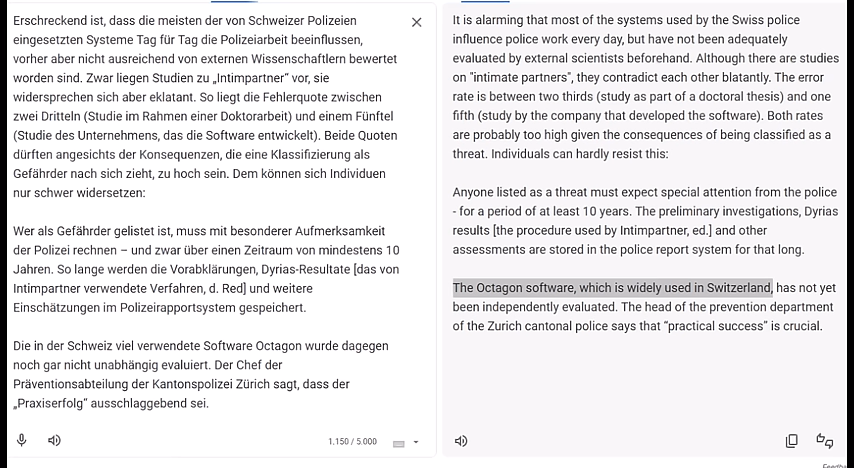 Erschreckend ist, dass die meisten der von Schweizer Polizeien
eingesetzten Systeme Tag für Tag die Polizeiarbeit beeinflussen,
vorher aber nicht ausreichend von externen Wissenschaftlern bewertet
worden sind. Zwar liegen Studien zu „Intimpartner" vor, sie
widersprechen sich aber eklatant. So liegt die Fehlerquote zwischen
zwei Dritteln (Studie im Rahmen einer Doktorarbeit) und einem Fünftel
(Studie des Unternehmens, das die Software entwickelt). Beide Quoten
dürften angesichts der Konsequenzen, die eine Klassifizierung als
Gefährder nach sich zieht, zu hoch sein. Dem können sich Individuen
nur schwer widersetzen:
Wer als Gefährder gelistet ist, muss mit besonderer Aufmerksamkeit
der Polizei rechnen – und zwar über einen Zeitraum von mindestens 10
Jahren. So lange werden die Vorabklärungen, Dyrias-Resultate [das von
Intimpartner verwendete Verfahren, d. Red] und weitere
Einschätzungen im Polizeirapportsystem gespeichert.
Die in der Schweiz viel verwendete Software Octagon wurde dagegen
noch gar nicht unabhängig evaluiert. Der Chef der
Präventionsabteilung der Kantonspolizei Zürich sagt, dass der
„Praxiserfolg" ausschlaggebend sei.
1.150 / 5.000
It is alarming that most of the systems used by the Swiss police
influence police work every day, but have not been adequately
evaluated by external scientists beforehand. Although there are studies
on "intimate partners", they contradict each other blatantly. The error
rate is between two thirds (study as part of a doctoral thesis) and one
fifth (study by the company that developed the software). Both rates
are probably too high given the consequences of being classified as a
threat. Individuals can hardly resist this:
Anyone listed as a threat must expect special attention from the police
- for a period of at least 10 years. The preliminary investigations, Dyrias
results [the procedure used by Intimpartner, ed.] and other
assessments are stored in the police report system for that long.
The Octagon software, which is widely used in Switzerland, has not yet
been independently evaluated. The head of the prevention department
of the Zurich cantonal police says that “practical success” is crucial.